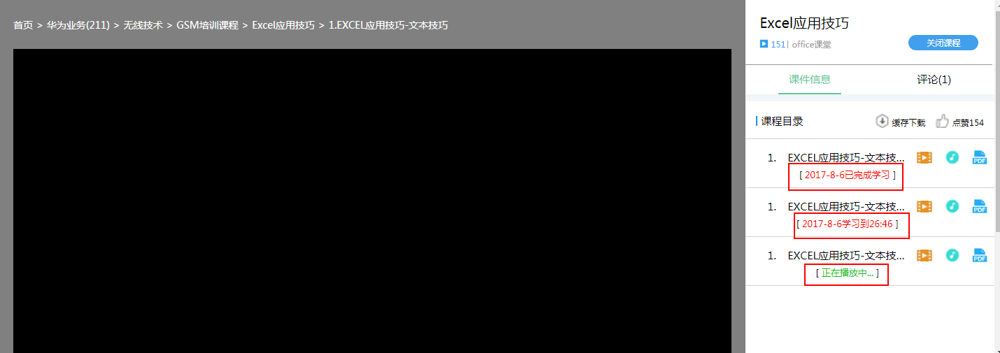 首页 > 华为业务(211) > 无线技术 > GSM培训课程 > Excel应用技巧 > 1.EXCEL应用技巧-文本技巧
Excel应用技巧
151| office课堂
关闭课程
课件信息 评论(1)
课程目录 缓存下载 点赞154
1. EXCEL应用技巧-文本技... PDF
[ 2017-8-6已完成学习 ]
1. EXCEL应用技巧-文本技... PDF
[ 2017-8-6学习到26:46 ]
1. EXCEL应用技巧-文本技... PDF
[ 正在播放中... ]